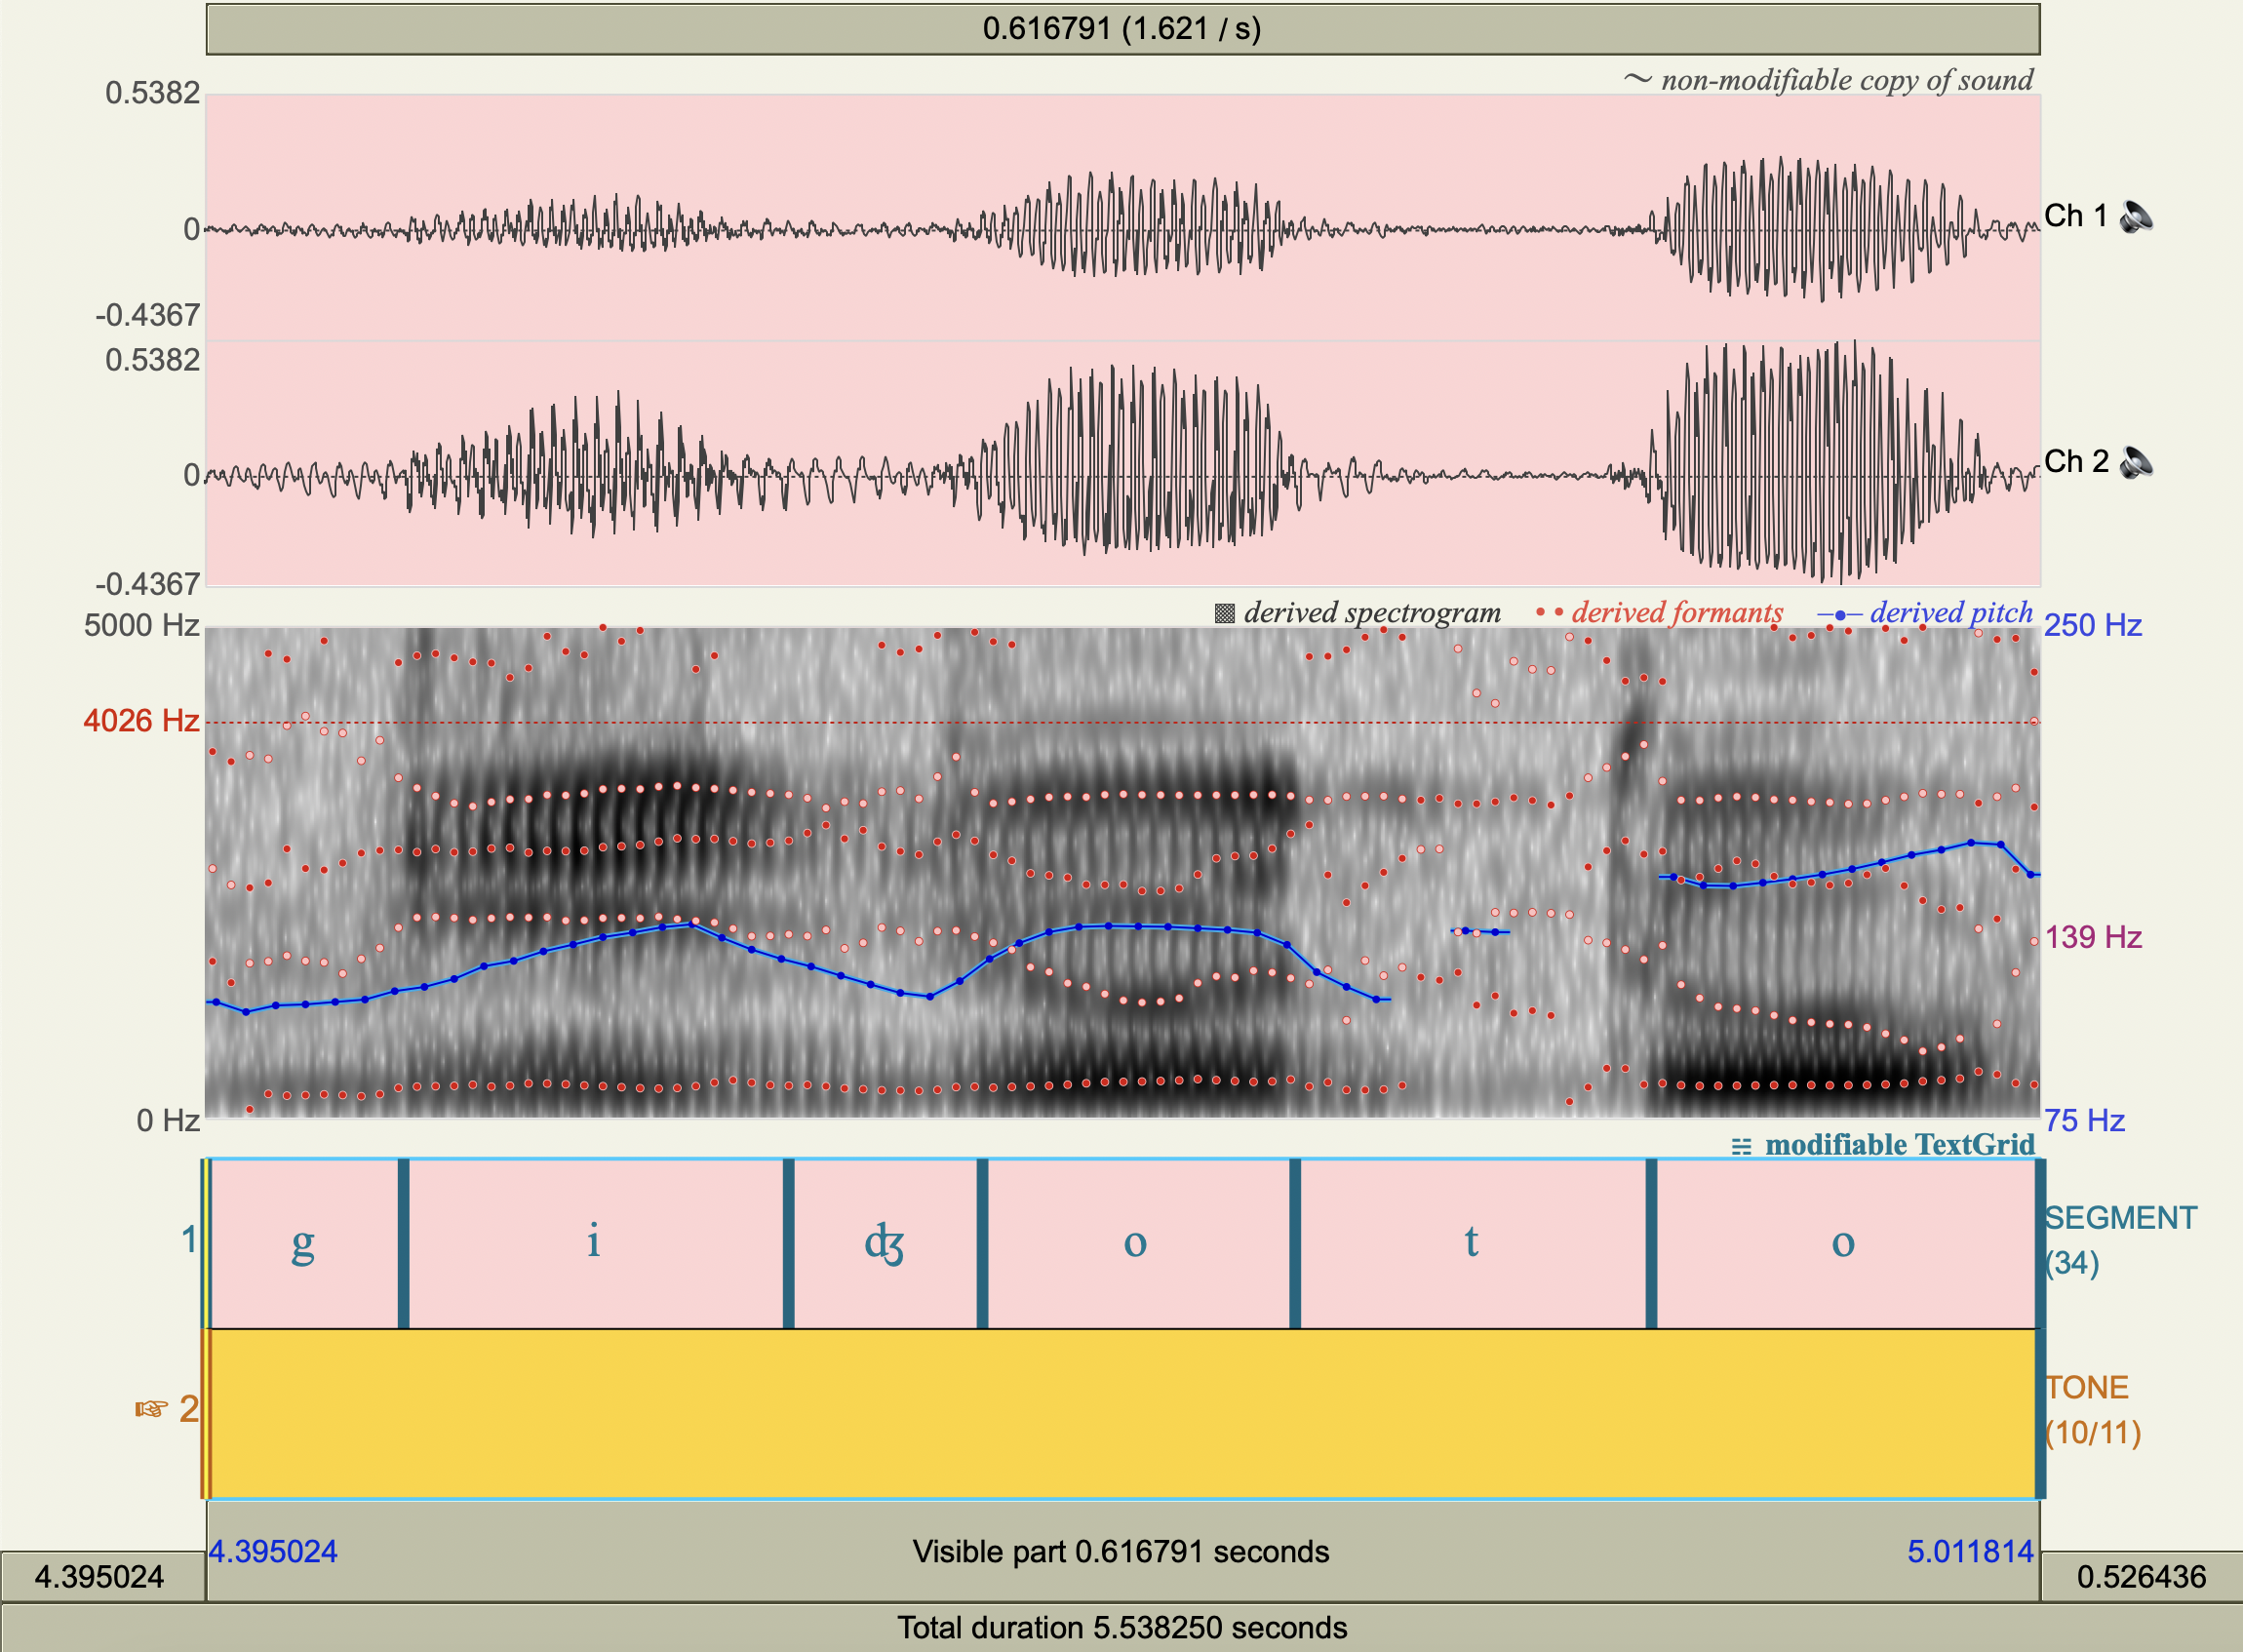 0.616791 (1.621 / s)
~ non-modifiable copy of sound
0.5382
0
-0.4367
Ch 1
0.5382
0
-0.4367
Ch 2
derived spectrogram derived formants derived pitch
5000 Hz
250 Hz
4026 Hz
139 Hz
0 Hz
75 Hz
modifiable TextGrid
1 g i ʤ o t o SEGMENT
(34)
☞ 2 TONE
(10/11)
4.395024 Visible part 0.616791 seconds 5.011814
4.395024 0.526436
Total duration 5.538250 seconds